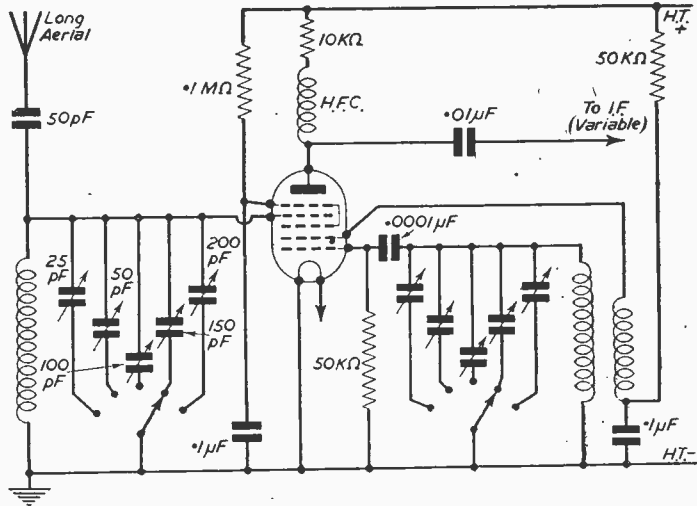 Long
Aerial
10KΩ
H.T.
+
50KΩ
·1MΩ
H.F.C.
·01μF
To I.F.
(Variable)
50pF
·0001μF
25
pF
50
pF
200
pF
150
pF
100
pF
50KΩ
·1μF
·1μF
H.T.-